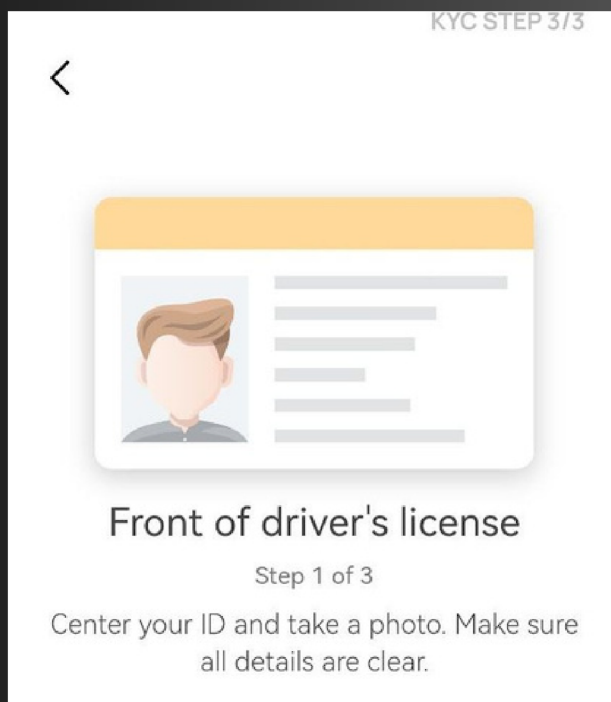 KYC STEP 3/3
Front of driver's license
Step 1 of 3
Center your ID and take a photo. Make sure
all details are clear.